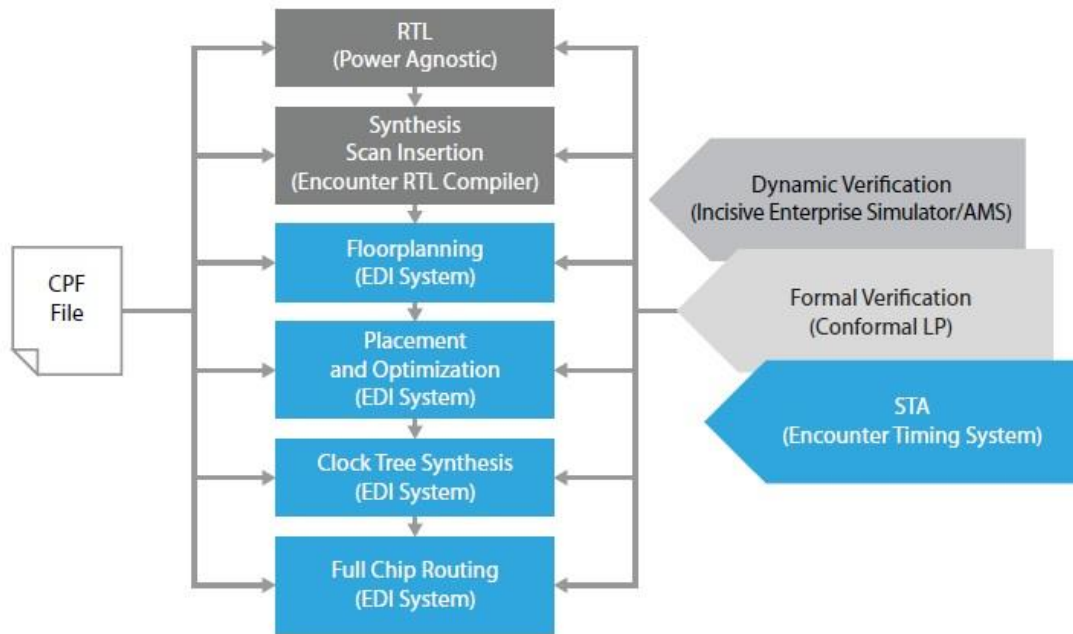 RTL
(Power Agnostic)
Synthesis
Scan Insertion
(Encounter RTL Compiler)
Floorplanning
(EDI System)
Placement
and Optimization
(EDI System)
Clock Tree Synthesis
(EDI System)
Full Chip Routing
(EDI System)
CPF
File
Dynamic Verification
(Incisive Enterprise Simulator/AMS)
Formal Verification
(Conformal LP)
STA
(Encounter Timing System)